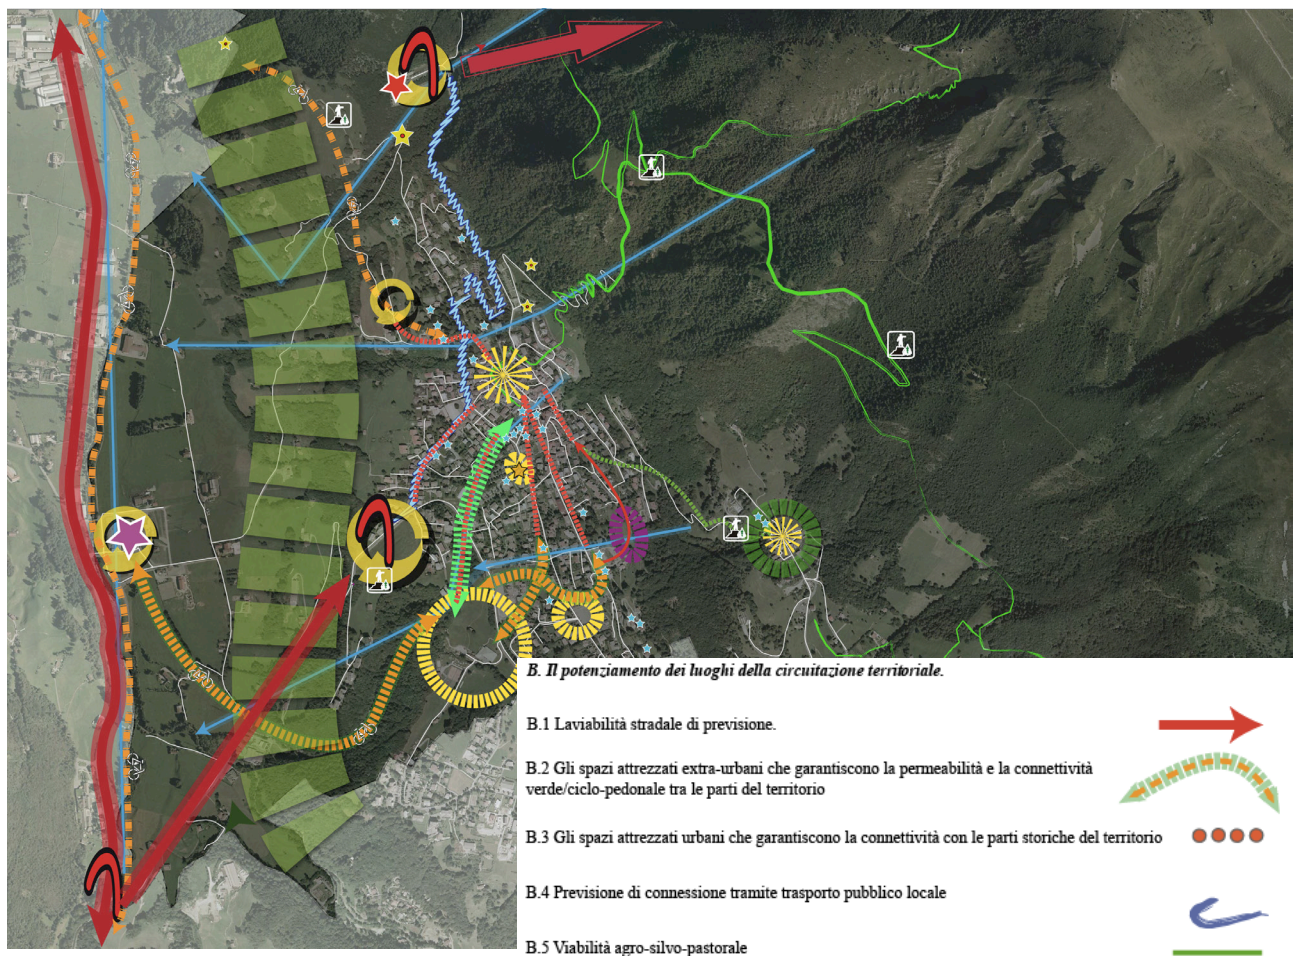 B. Il potenziamento dei luoghi della circuitazione territoriale.
B.1 Laviabilità stradale di previsione.
B.2 Gli spazi attrezzati extra-urbani che garantiscono la permeabilità e la connettività
verde/ciclo-pedonale tra le parti del territorio
B.3 Gli spazi attrezzati urbani che garantiscono la connettività con le parti storiche del territorio
B.4 Previsione di connessione tramite trasporto pubblico locale
B.5 Viabilità agro-silvo-pastorale